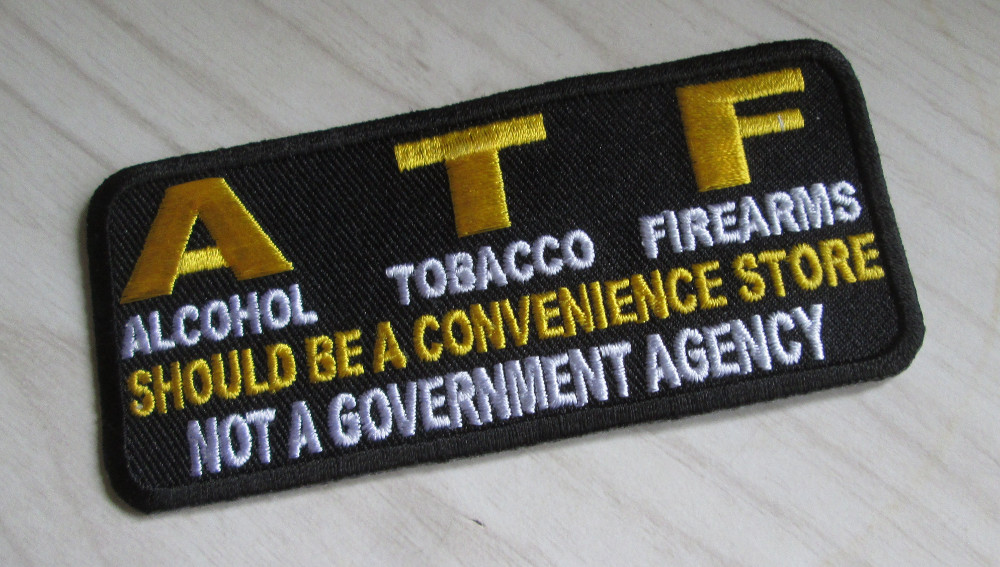 A T F
ALCOHOL TOBACCO FIREARMS
SHOULD BE A CONVENIENCE STORE
NOT A GOVERNMENT AGENCY